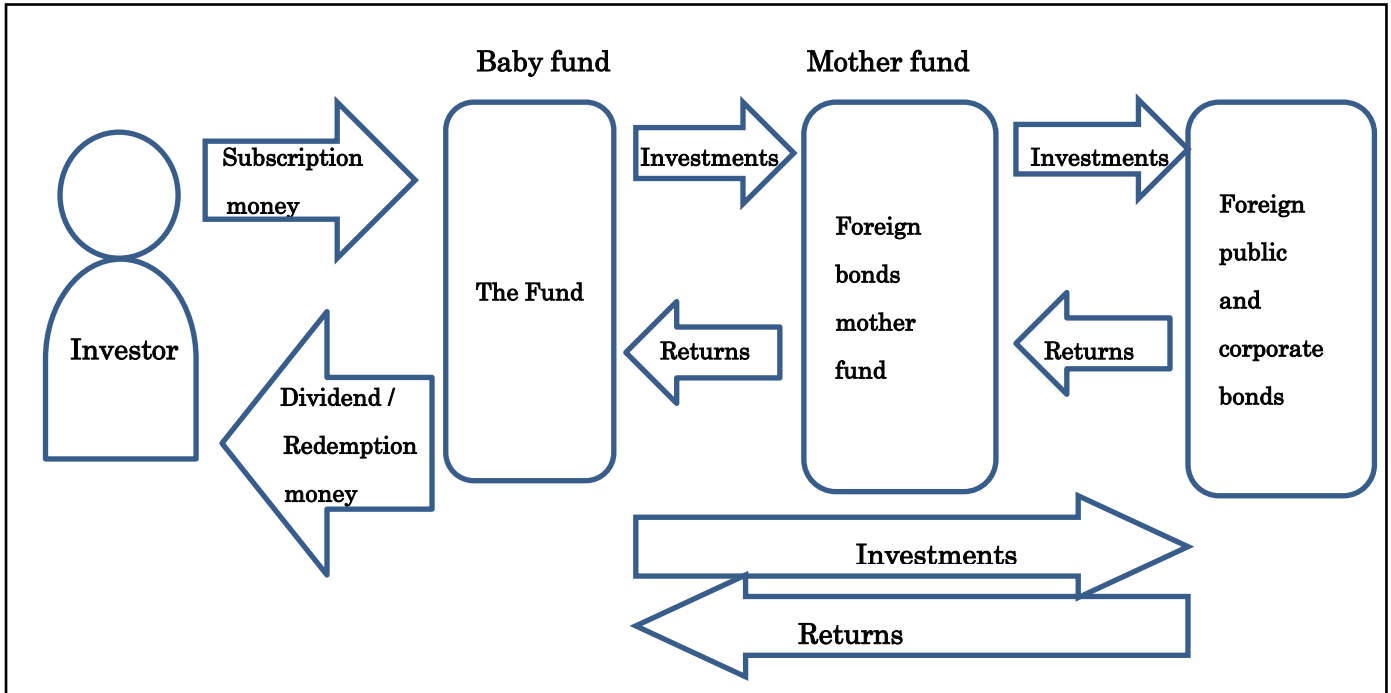 Baby fund
Mother fund
Subscription
money
Investments
Investments
Investor
The Fund
Foreign
bonds
mother
fund
Foreign
public
and
corporate
bonds
Dividend /
Redemption
money
Returns
Returns
Investments
Returns